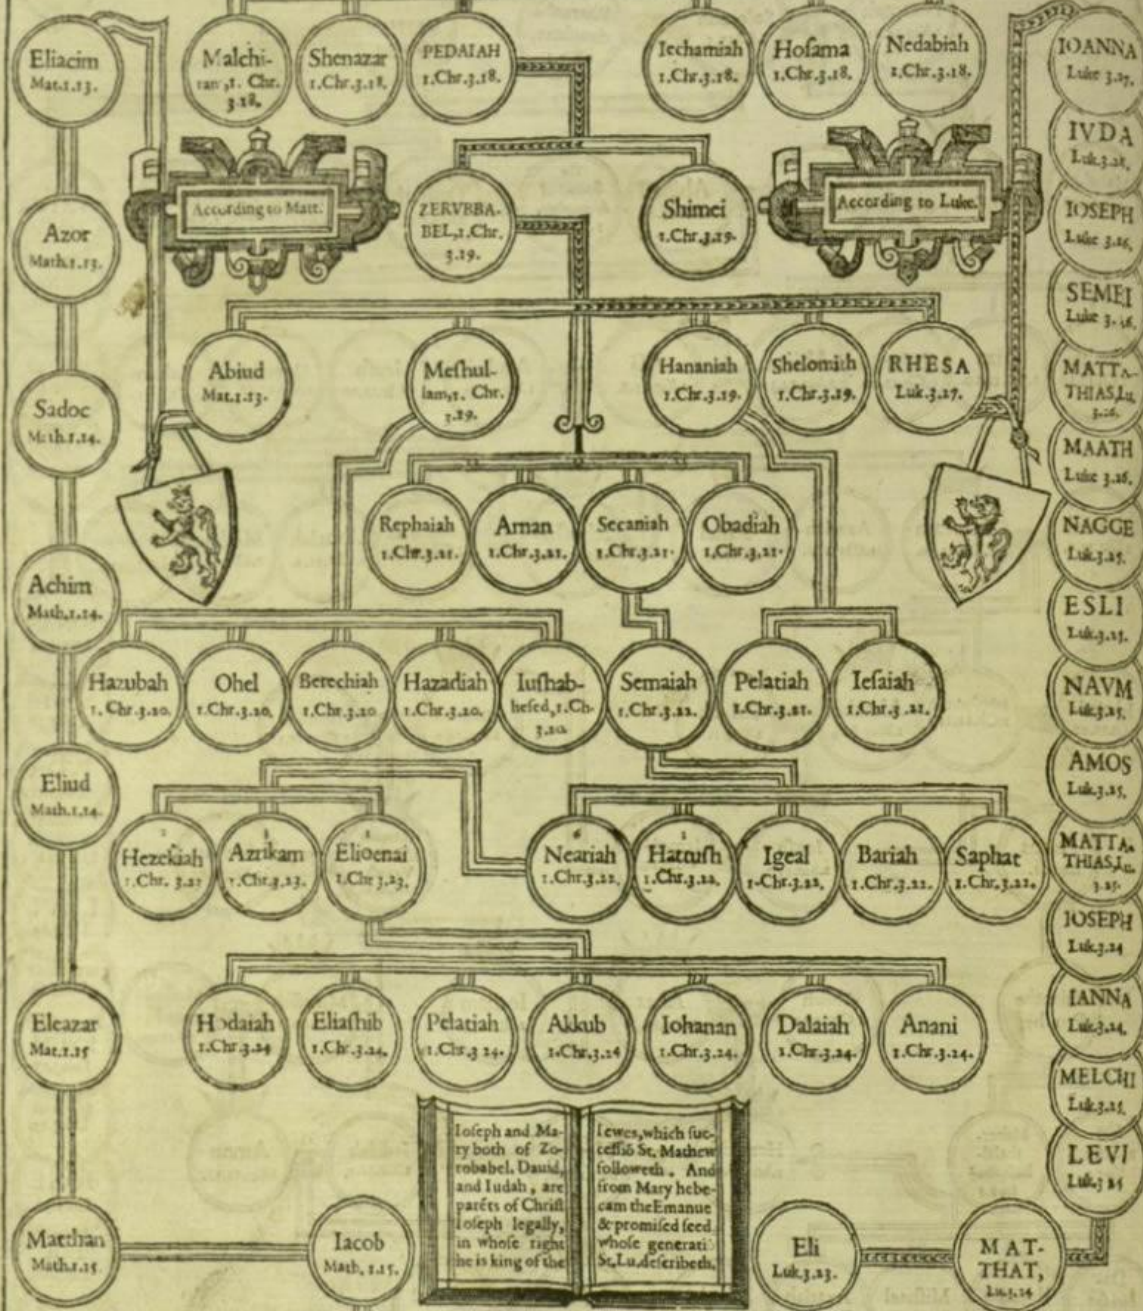 Eliacim
Mat.1.13.
Malchi-
ram,1. Chr.
3.18.
Shenazar
1.Chr.3.18.
PEDAIAH
1.Chr.3.18.
Iechamiah
1.Chr.3.18.
Hoſama
1.Chr.3.18.
Nedabiah
1.Chr.3.18.
IOANNA
Luke 3.27.
According to Matt.
ZERVBBA-
BEL,1.Chr.
3.19.
Shimei
1.Chr.3.19.
According to Luke.
IVDA
Luk.3.26.
Azor
Math.1.13.
IOSEPH
Luke 3.26.
SEMEI
Luke 3.26.
Abiud
Mat.1.13.
Meſhul-
lam,1. Chr.
3.19.
Hananiah
1.Chr.3.19.
Shelomith
1.Chr.3.19.
RHESA
Luk.3.27.
MATTA-
THIAS,Lu.
3.26.
Sadoc
Math.1.14.
MAATH
Luke 3.26.
Rephaiah
1.Chr.3.21.
Arnan
1.Chr.3.21.
Secaniah
1.Chr.3.21.
Obadiah
1.Chr.3.21.
NAGGE
Luk.3.25.
Achim
Math.1.14.
ESLI
Luk.3.25.
Hazubah
1.Chr.3.20.
Ohel
1.Chr.3.20.
Berechiah
1.Chr.3.20
Hazadiah
1.Chr.3.20.
Iuſhab-
heſed,1.Ch.
3.20.
Semaiah
1.Chr.3.22.
Pelatiah
1.Chr.3.21.
Ieſaiah
1.Chr.3.21.
NAVM
Luk.3.25.
Eliud
Math.1.14.
AMOS
Luk.3.25.
Hezekiah
1.Chr. 3.23
3
Azrikam
1.Chr.3.23.
1
Elioenai
1.Chr 3.23.
6
Neariah
1.Chr.3.22.
1
Hattuſh
1.Chr.3.22.
Igeal
1.Chr.3.22.
Bariah
1.Chr.3.22.
Saphat
1.Chr.3.22.
MATTA-
THIAS,Lu.
3.25.
IOSEPH
Luk.3.24
Eleazar
Mat.1.15
Hodaiah
1.Chr.3.24
Eliaſhib
1.Chr.3.24.
Pelatiah
1.Chr.3 24.
Akkub
1.Chr.3.24
Iohanan
1.Chr.3.24.
Dalaiah
1.Chr.3.24.
Anani
1.Chr.3.24.
IANNA
Luk.3.24.
MELCHI
Luk.3.25.
LEVI
Luk.3 25
Ioſeph and Ma-
ry both of Zo-
robabel, Dauid,
and Iudah, are
parẽts of Chriſt
Ioſeph legally,
in whoſe right
he is king of the
Iewes,which ſuc-
ceſſiõ St. Mathew
followeth. And
from Mary hebe-
cam the Emanue
& promiſed ſeed
whoſe generati
St,Lu,deſcribeth.
Matthan
Math.1.15
Iacob
Math. 1.15.
Eli
Luk.3.23.
MAT-
THAT,
Lu.3.24